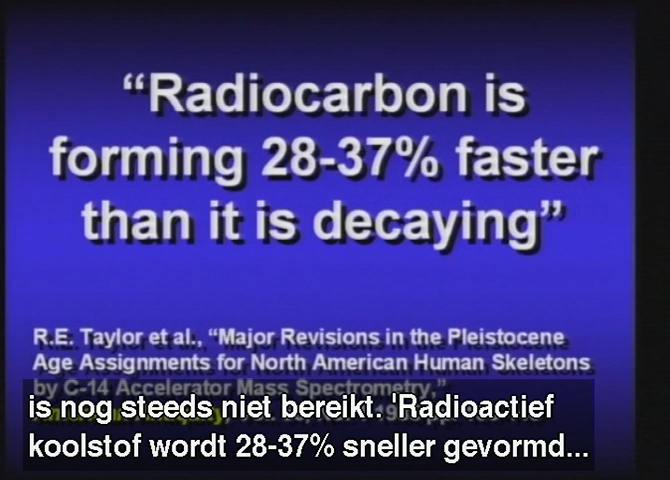 “Radiocarbon is
forming 28-37% faster
than it is decaying”
R.E. Taylor et al., “Major Revisions in the Pleistocene
Age Assignments for North American Human Skeletons
by C-14 Accelerator Mass Spectrometry,”
is nog steeds niet bereikt. 'Radioactief
koolstof wordt 28-37% sneller gevormd...